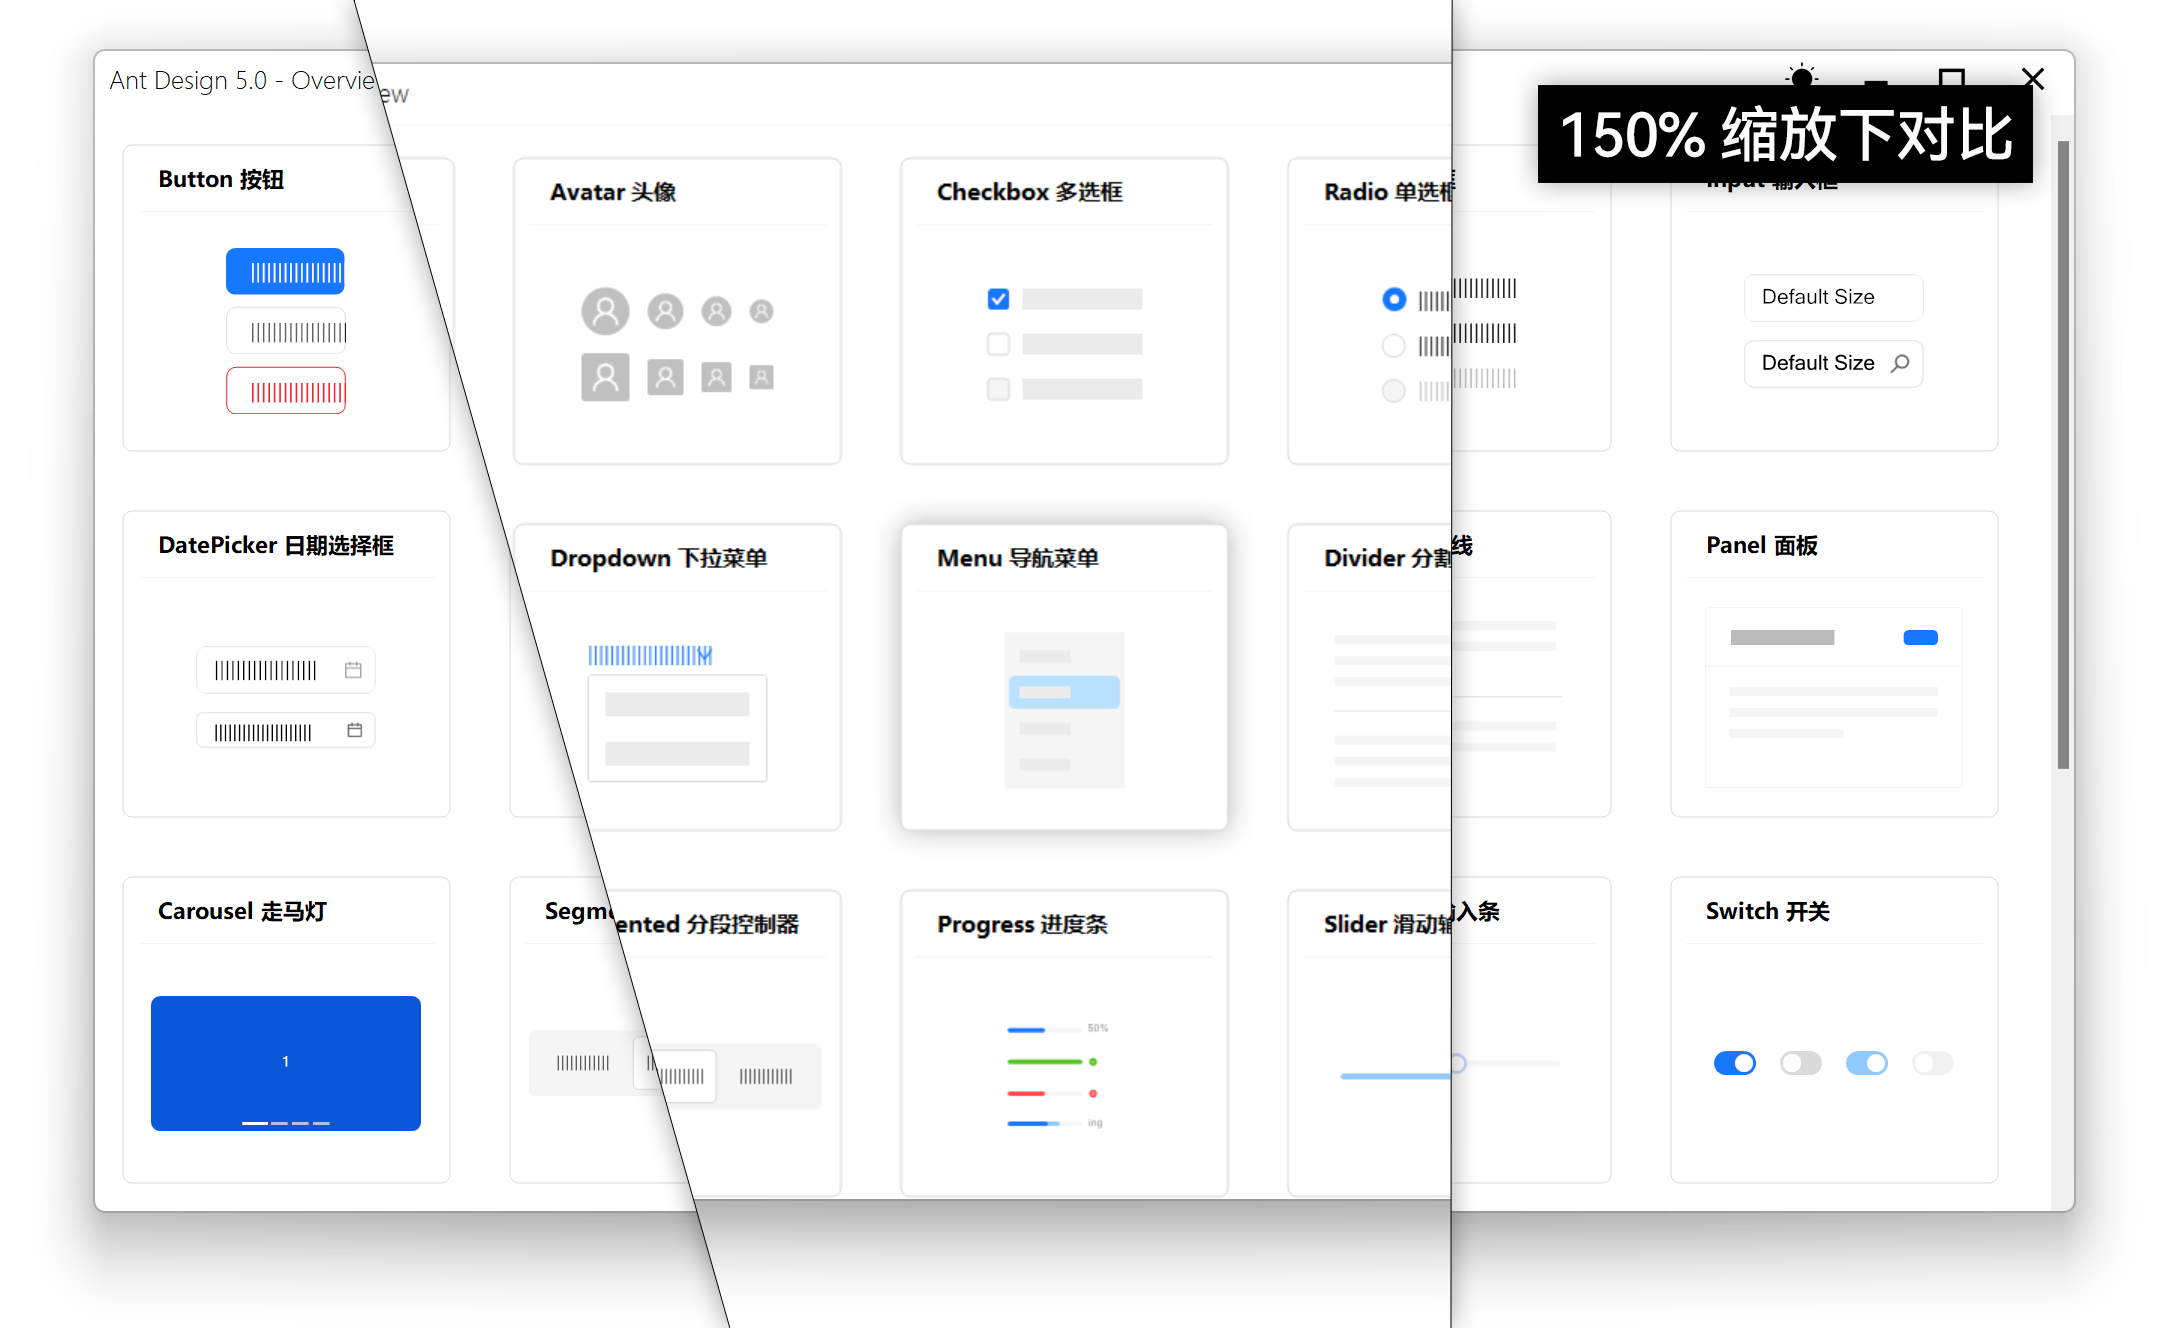 Ant Design 5.0 - Overview
150% 缩放下对比
Button 按钮
Avatar 头像
Checkbox 多选框
Radio 单选框
Input 输入框
Default Size
Default Size
DatePicker 日期选择框
Dropdown 下拉菜单
Menu 导航菜单
Divider 分割线
Panel 面板
Carousel 走马灯
Segmented 分段控制器
Progress 进度条
Slider 滑动输入条
Switch 开关
1
50%
ing